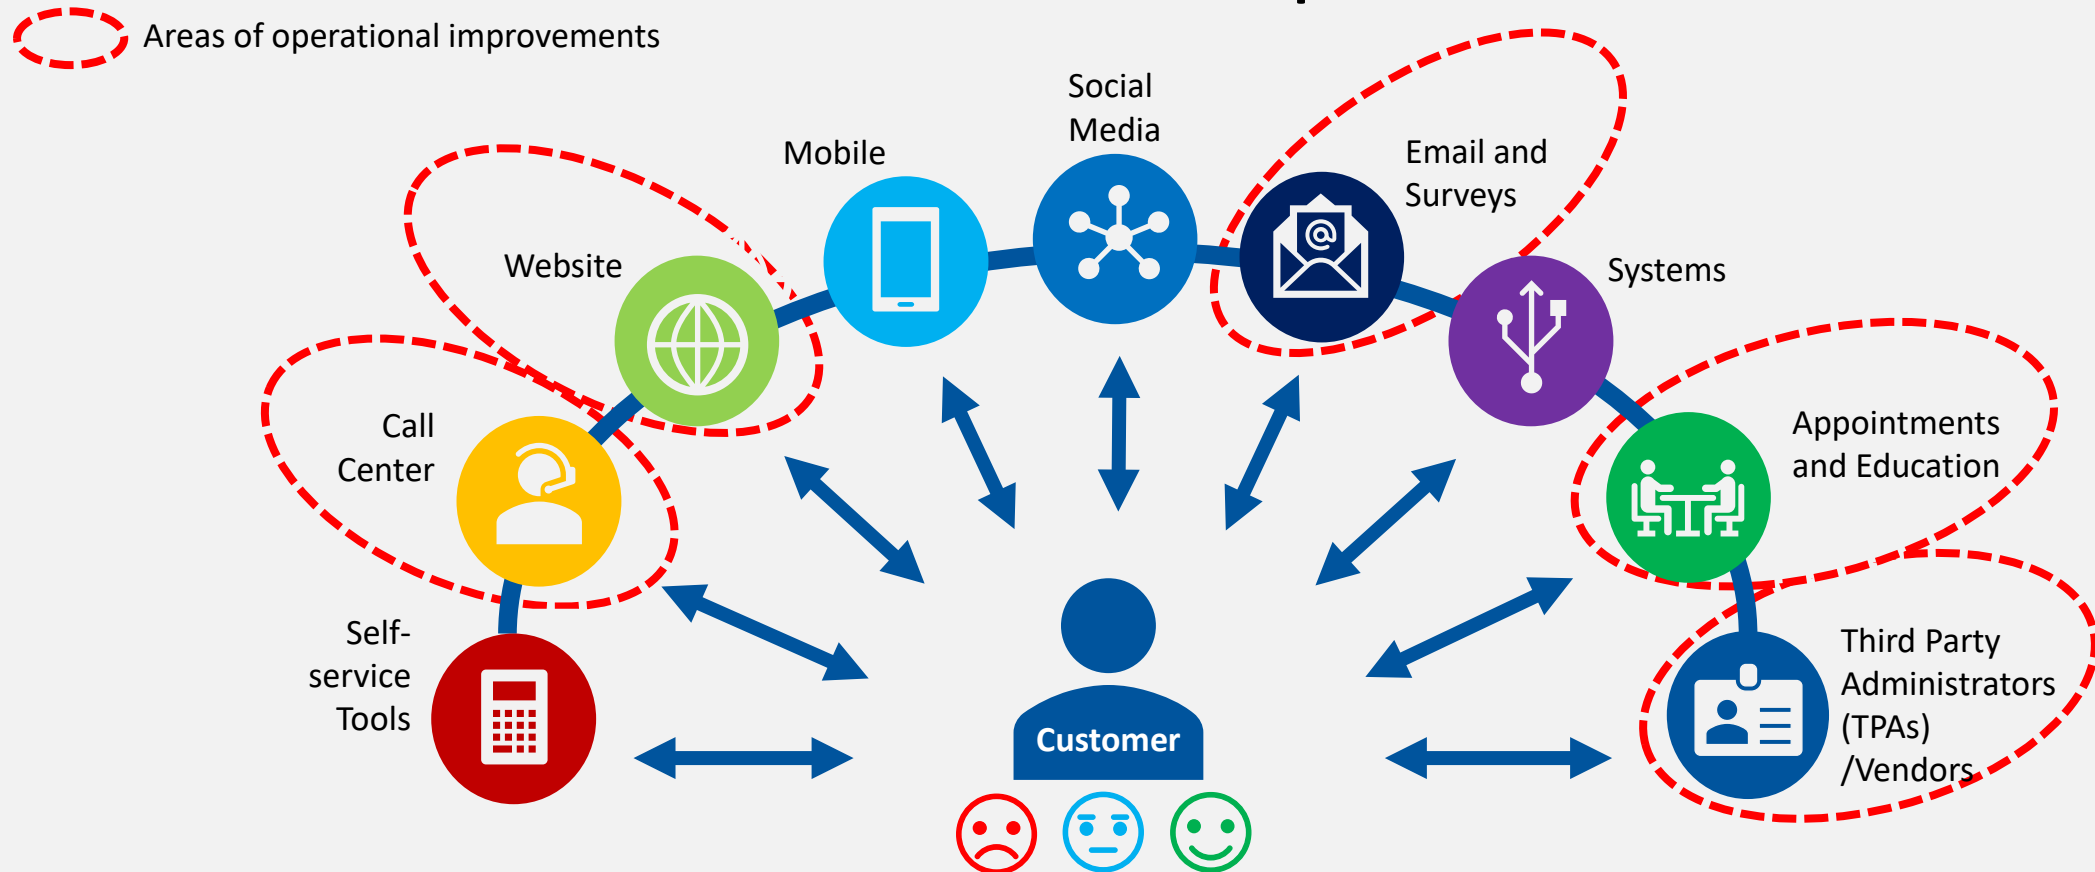 Areas of operational improvements
Social
Media
Mobile
Email and
Surveys
Website
Systems
Call
Center
Appointments
and Education
Self-
service
Tools
Third Party
Administrators
(TPAs)
/Vendors
Customer
@